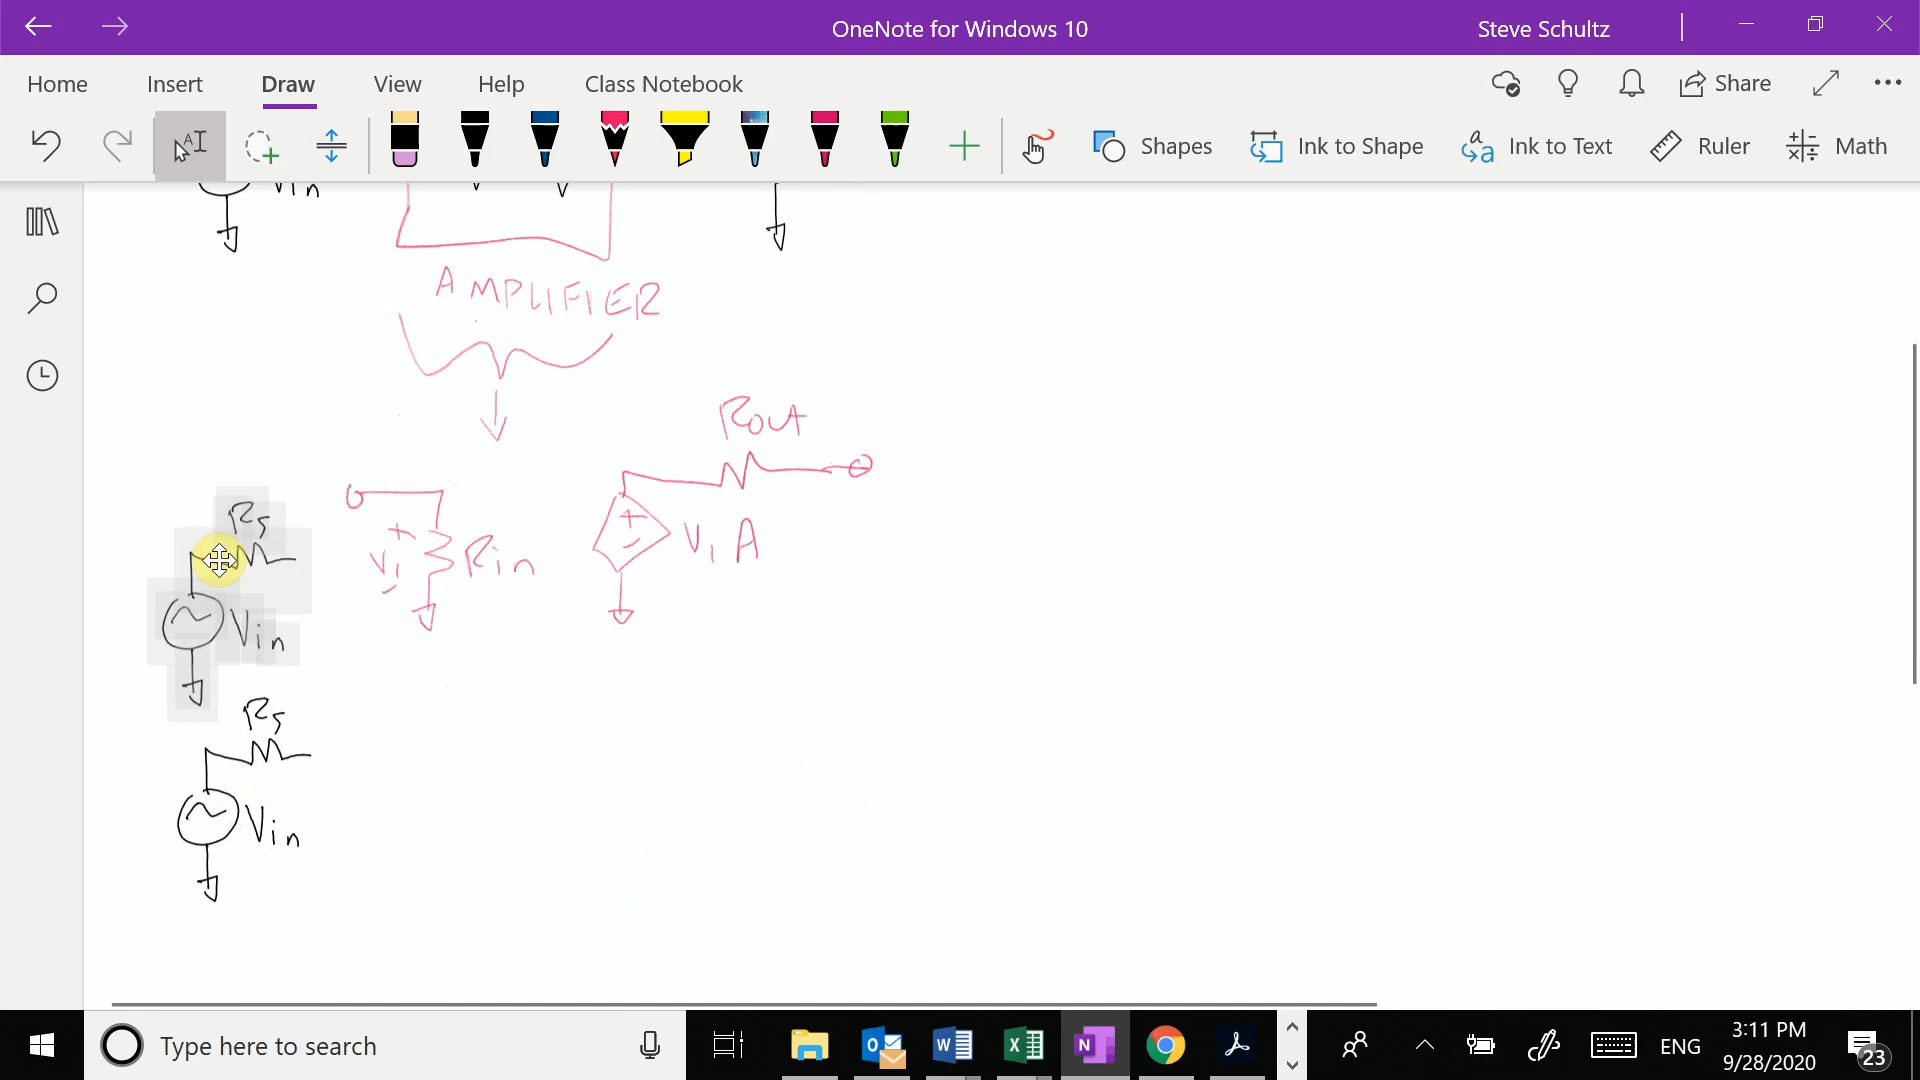 OneNote for Windows 10
Steve Schultz
Home Insert Draw View Help Class Notebook
Share
Shapes Ink to Shape Ink to Text Ruler Math
Vin
AMPLIFIER
Rout
Rs
+
V1
-
Rin
+
-
V1 A
Vin
Rs
Vin
Type here to search
ENG
3:11 PM
9/28/2020
23